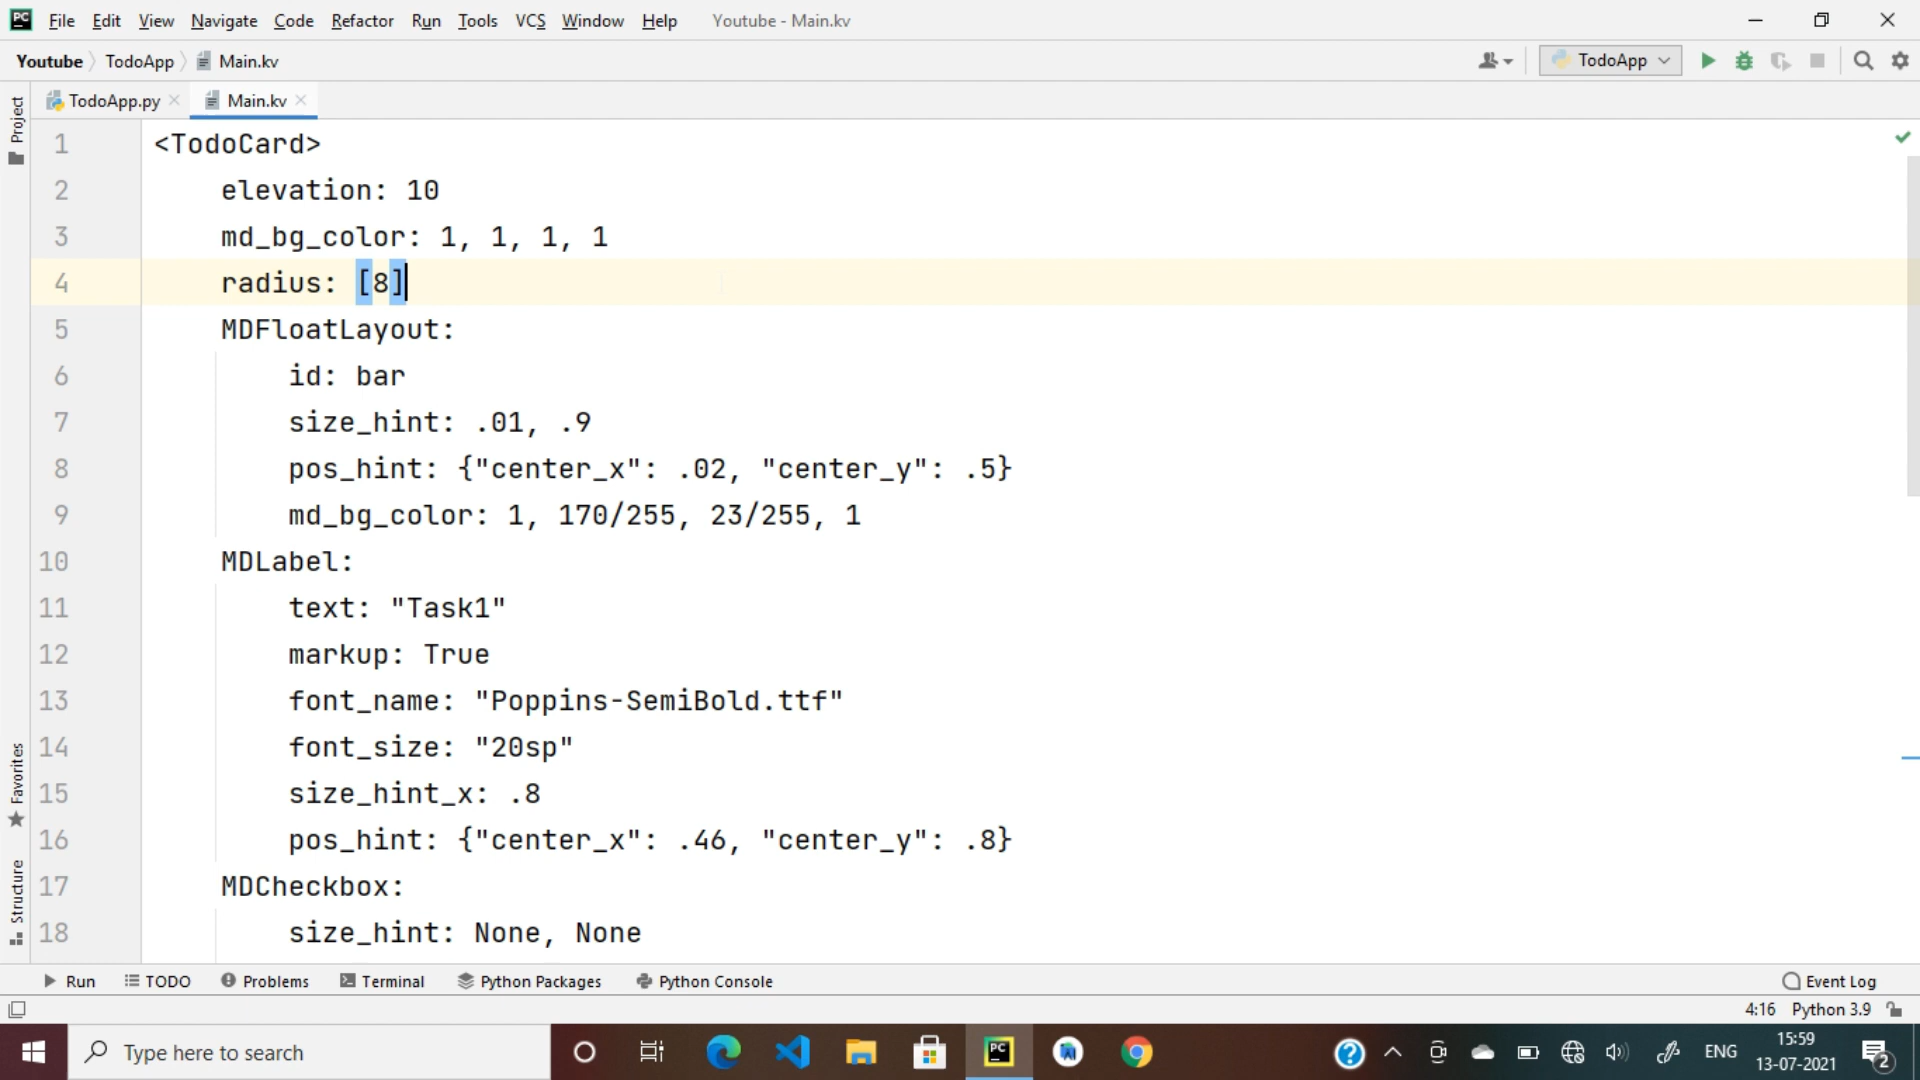 File Edit View Navigate Code Refactor Run Tools VCS Window Help Youtube - Main.kv
Youtube TodoApp Main.kv TodoApp
TodoApp.py Main.kv
Project
1 <TodoCard>
2 elevation: 10
3 md_bg_color: 1, 1, 1, 1
4 radius: [8]
5 MDFloatLayout:
6 id: bar
7 size_hint: .01, .9
8 pos_hint: {"center_x": .02, "center_y": .5}
9 md_bg_color: 1, 170/255, 23/255, 1
10 MDLabel:
11 text: "Task1"
12 markup: True
13 font_name: "Poppins-SemiBold.ttf"
14 font_size: "20sp"
15 size_hint_x: .8
16 pos_hint: {"center_x": .46, "center_y": .8}
17 MDCheckbox:
18 size_hint: None, None
Favorites
Structure
Run TODO Problems Terminal Python Packages Python Console Event Log
4:16 Python 3.9
Type here to search
PC
ENG
15:59
13-07-2021
2